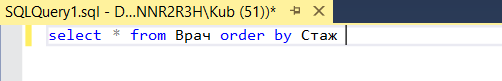 SQLQuery1.sql - D...NNR2R3H\Kub (51))*
select * from Врач order by Стаж